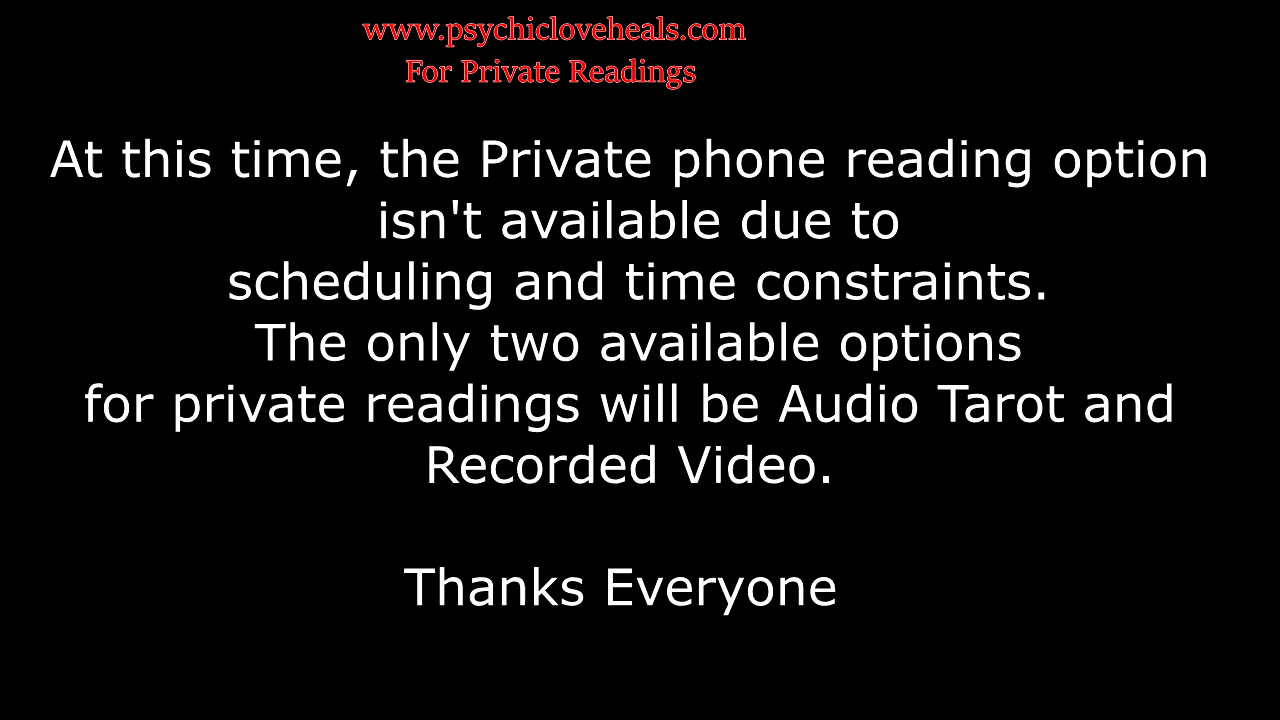 www.psychicloveheals.com
For Private Readings
At this time, the Private phone reading option
isn't available due to
scheduling and time constraints.
The only two available options
for private readings will be Audio Tarot and
Recorded Video.
Thanks Everyone